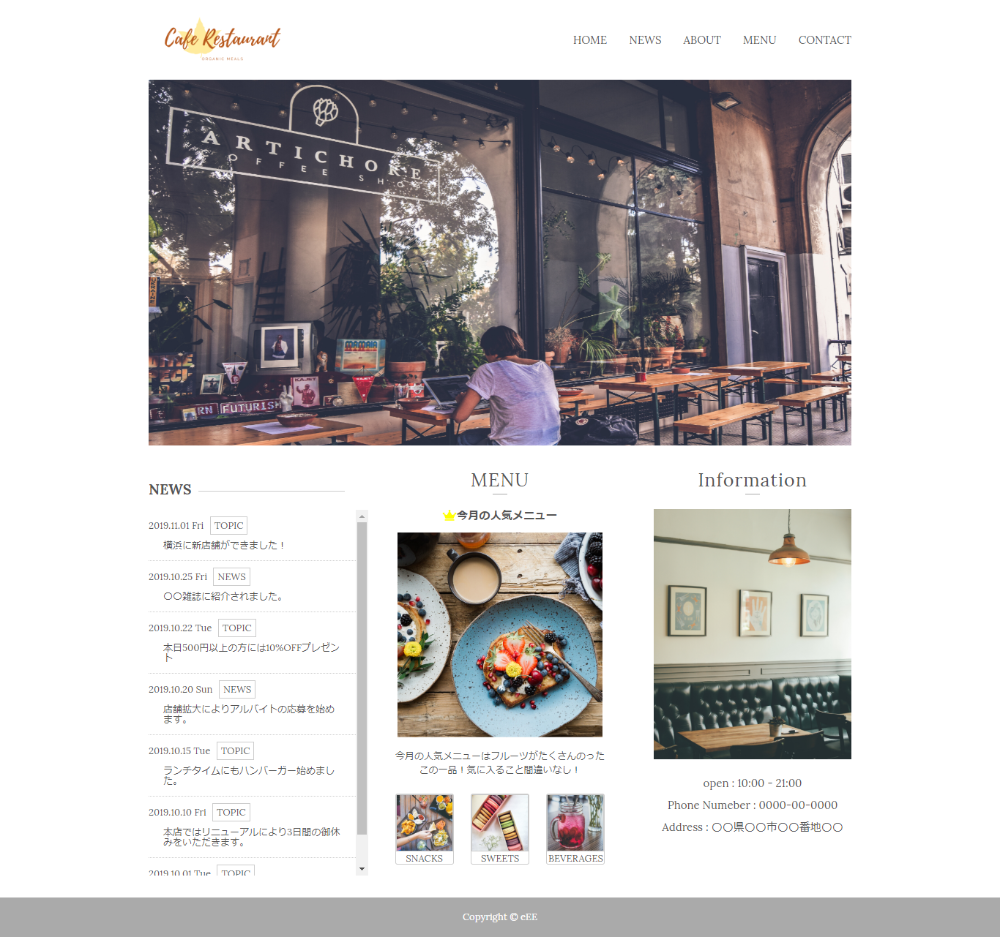 Cafe Restaurant
ORGANIC MEALS
HOME NEWS ABOUT MENU CONTACT
ARTICHOKE
COFFEE SHOP
MAMMAIA
RN FUTURISM
NEWS
2019.11.01 Fri TOPIC
横浜に新店舗ができました！
2019.10.25 Fri NEWS
〇〇雑誌に紹介されました。
2019.10.22 Tue TOPIC
本日500円以上の方には10%OFFプレゼン
ト
2019.10.20 Sun NEWS
店舗拡大によりアルバイトの応募を始め
ます。
2019.10.15 Tue TOPIC
ランチタイムにもハンバーガー始めまし
た。
2019.10.10 Fri TOPIC
本店ではリニューアルにより3日間の御休
みをいただきます。
2019.10.01 Tue TOPIC
MENU
今月の人気メニュー
今月の人気メニューはフルーツがたくさんのった
この一品！気に入ること間違いなし！
SNACKS SWEETS BEVERAGES
Information
open : 10:00 - 21:00
Phone Numeber : 0000-00-0000
Address : 〇〇県〇〇市〇〇番地〇〇
Copyright © eEE